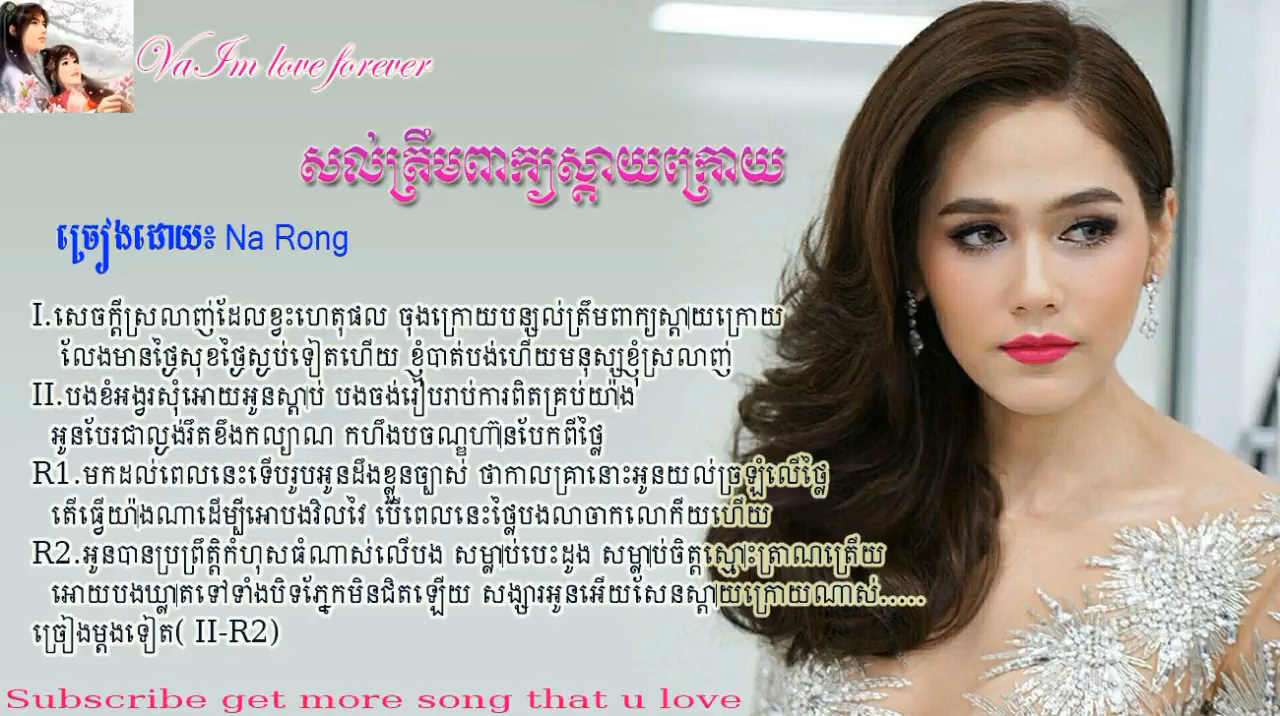 VaIm love forever
សល់ត្រឹមពាក្យស្ដាយក្រោយ
ច្រៀងដោយ៖ Na Rong
I.សេចក្ដីស្រលាញ់ដែលខ្វះហេតុផល ចុងក្រោយបន្សល់ត្រឹមពាក្យស្ដាយក្រោយ
លែងមានថ្ងៃសុខថ្ងៃស្ងប់ទៀតហើយ ខ្ញុំបាត់បង់ហើយមនុស្សខ្ញុំស្រលាញ់
II.បងខំអង្វរសុំអោយអូនស្ដាប់ បងចង់រៀបរាប់ការពិតគ្រប់យ៉ាង
អូនបែរជាល្ងង់រឹតខឹងកល្យាណ កហឹងបចណ្ឌហ៊ានបែកពីថ្លៃ
R1.មកដល់ពេលនេះទើបរូបអូនដឹងខ្លួនច្បាស់ ថាកាលគ្រានោះអូនយល់ច្រឡំលើថ្លៃ
តើធ្វើយ៉ាងណាដើម្បីអោបងវិលវៃ បើពេលនេះថ្លៃបងលាចាកលោកីយហើយ
R2.អូនបានប្រព្រឹត្តិកំហុសធំណាស់លើបង សម្លាប់បេះដូង សម្លាប់ចិត្តស្មោះត្រាណត្រើយ
អោយបងឃ្លាតទៅទាំងបិទភ្នែកមិនជិតឡើយ សង្សារអូនអើយសែនស្ដាយក្រោយណាស់.....
ច្រៀងម្ដងទៀត( II-R2)
Subscribe get more song that u love